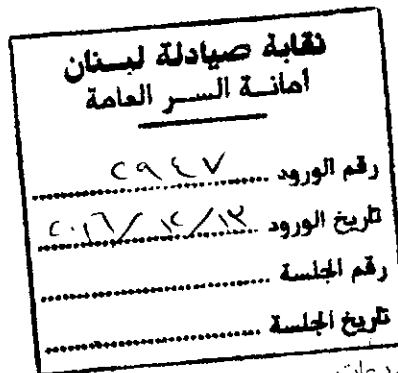 نقابة صيادلة لبنان
أمانة السر العامة
رقم الورود ٢٩٤٧
تاريخ الورود ٢٠١٦/١٢/١٢
رقم الجلسة
تاريخ الجلسة